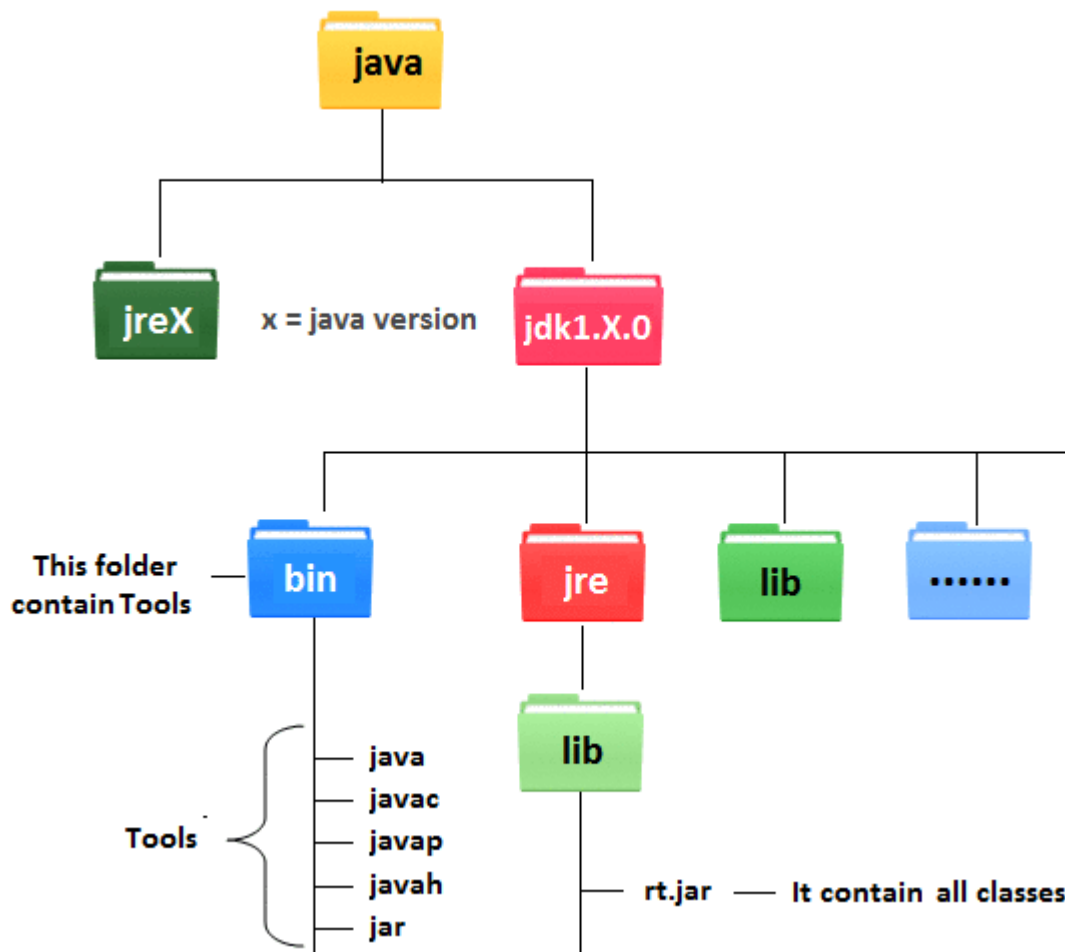 java
jreX
x = java version
jdk1.X.0
This folder
contain Tools
bin
jre
lib
......
lib
Tools
java
javac
javap
javah
jar
rt.jar
It contain all classes